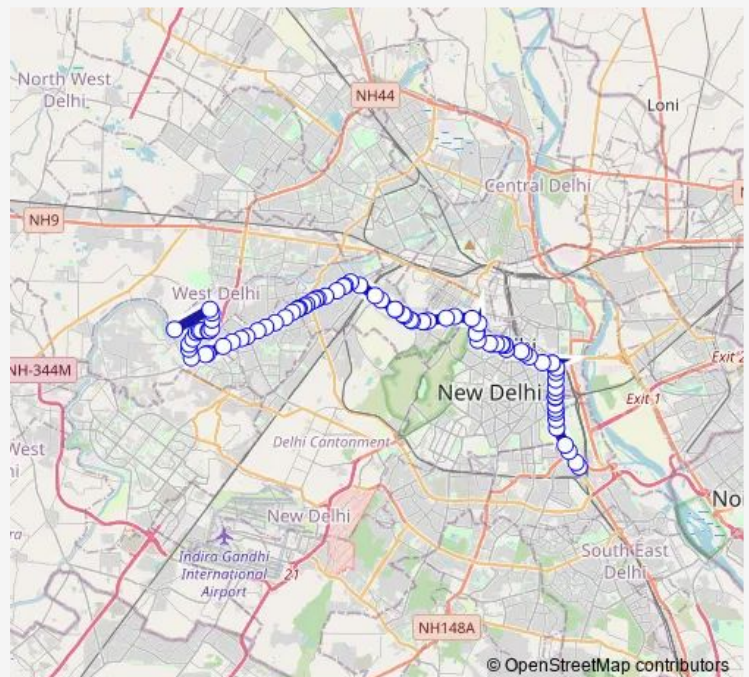 North West
Delhi
NH44
Loni
Central Delhi
NH9
West Delhi
NH-344M
Exit 2
New Delhi
Exit 1
Delhi Cantonment
New Delhi
No
Indira Gandhi
International
Airport
21
South East
Delhi
NH148A
© OpenStreetMap contributors